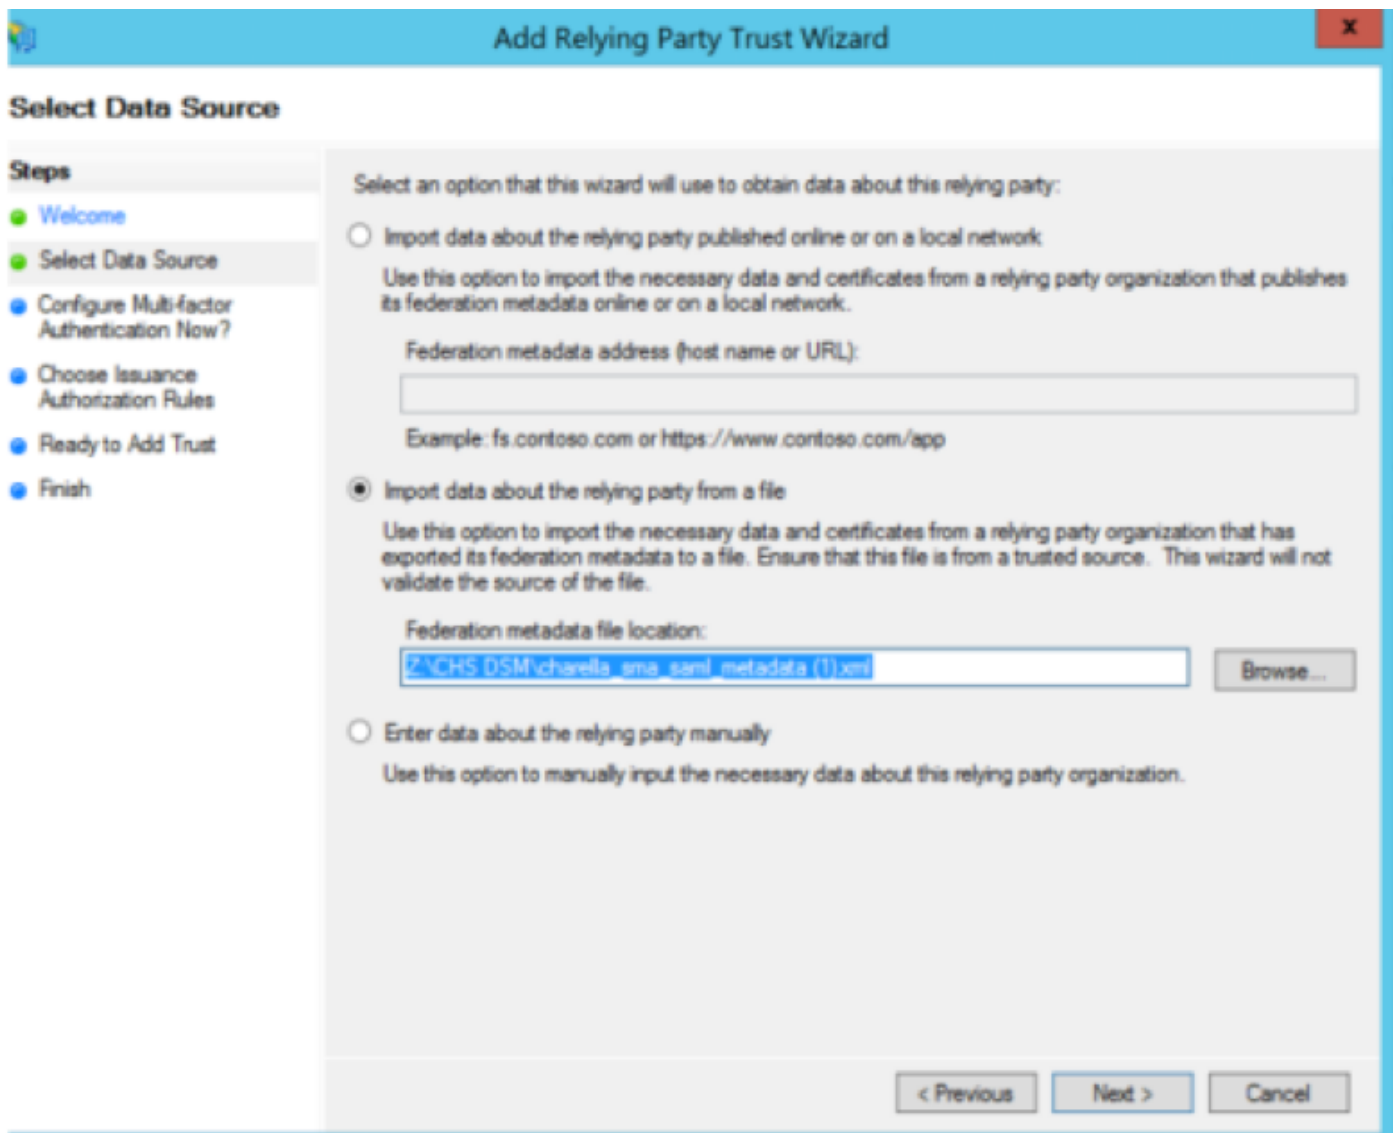 Add Relying Party Trust Wizard
x
Select Data Source
Steps
Welcome
Select Data Source
Configure Multi-factor
Authentication Now?
Choose Issuance
Authorization Rules
Ready to Add Trust
Finish
Select an option that this wizard will use to obtain data about this relying party:
Import data about the relying party published online or on a local network
Use this option to import the necessary data and certificates from a relying party organization that publishes
its federation metadata online or on a local network.
Federation metadata address (host name or URL):
Example: fs.contoso.com or https://www.contoso.com/app
Import data about the relying party from a file
Use this option to import the necessary data and certificates from a relying party organization that has
exported its federation metadata to a file. Ensure that this file is from a trusted source.  This wizard will not
validate the source of the file.
Federation metadata file location:
Z:\CHS DSM\charella_sma_saml_metadata (1).xml
Browse...
Enter data about the relying party manually
Use this option to manually input the necessary data about this relying party organization.
< Previous
Next >
Cancel